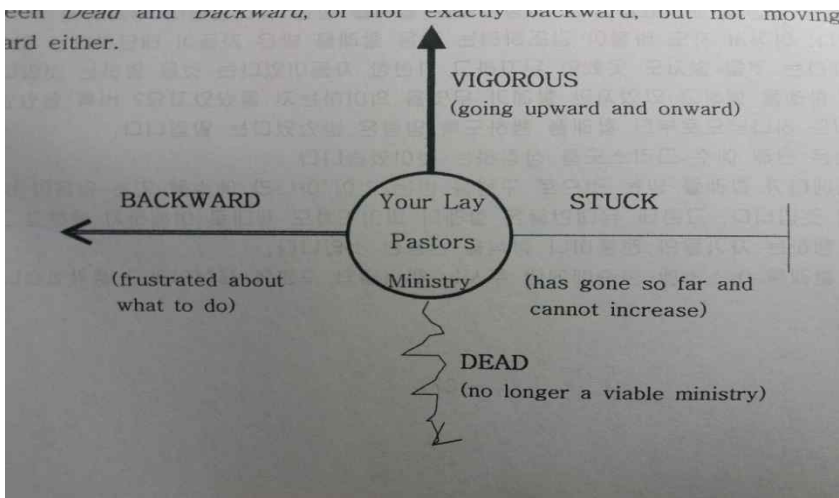 een Dead and Backward, or not exactly backward, but not moving
ard either.
VIGOROUS
(going upward and onward)
BACKWARD
Your Lay
Pastors
Ministry
STUCK
(frustrated about
what to do)
(has gone so far and
cannot increase)
DEAD
(no longer a viable ministry)